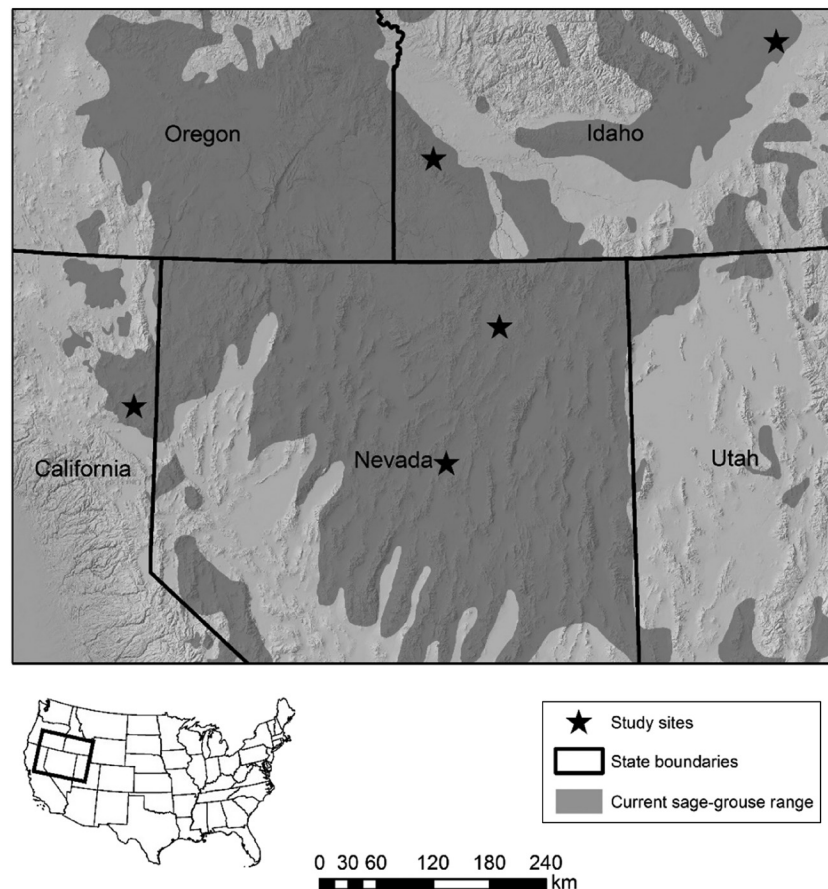 Oregon
Idaho
California
Nevada
Utah
Study sites
State boundaries
Current sage-grouse range
0 30 60 120 180 240
km